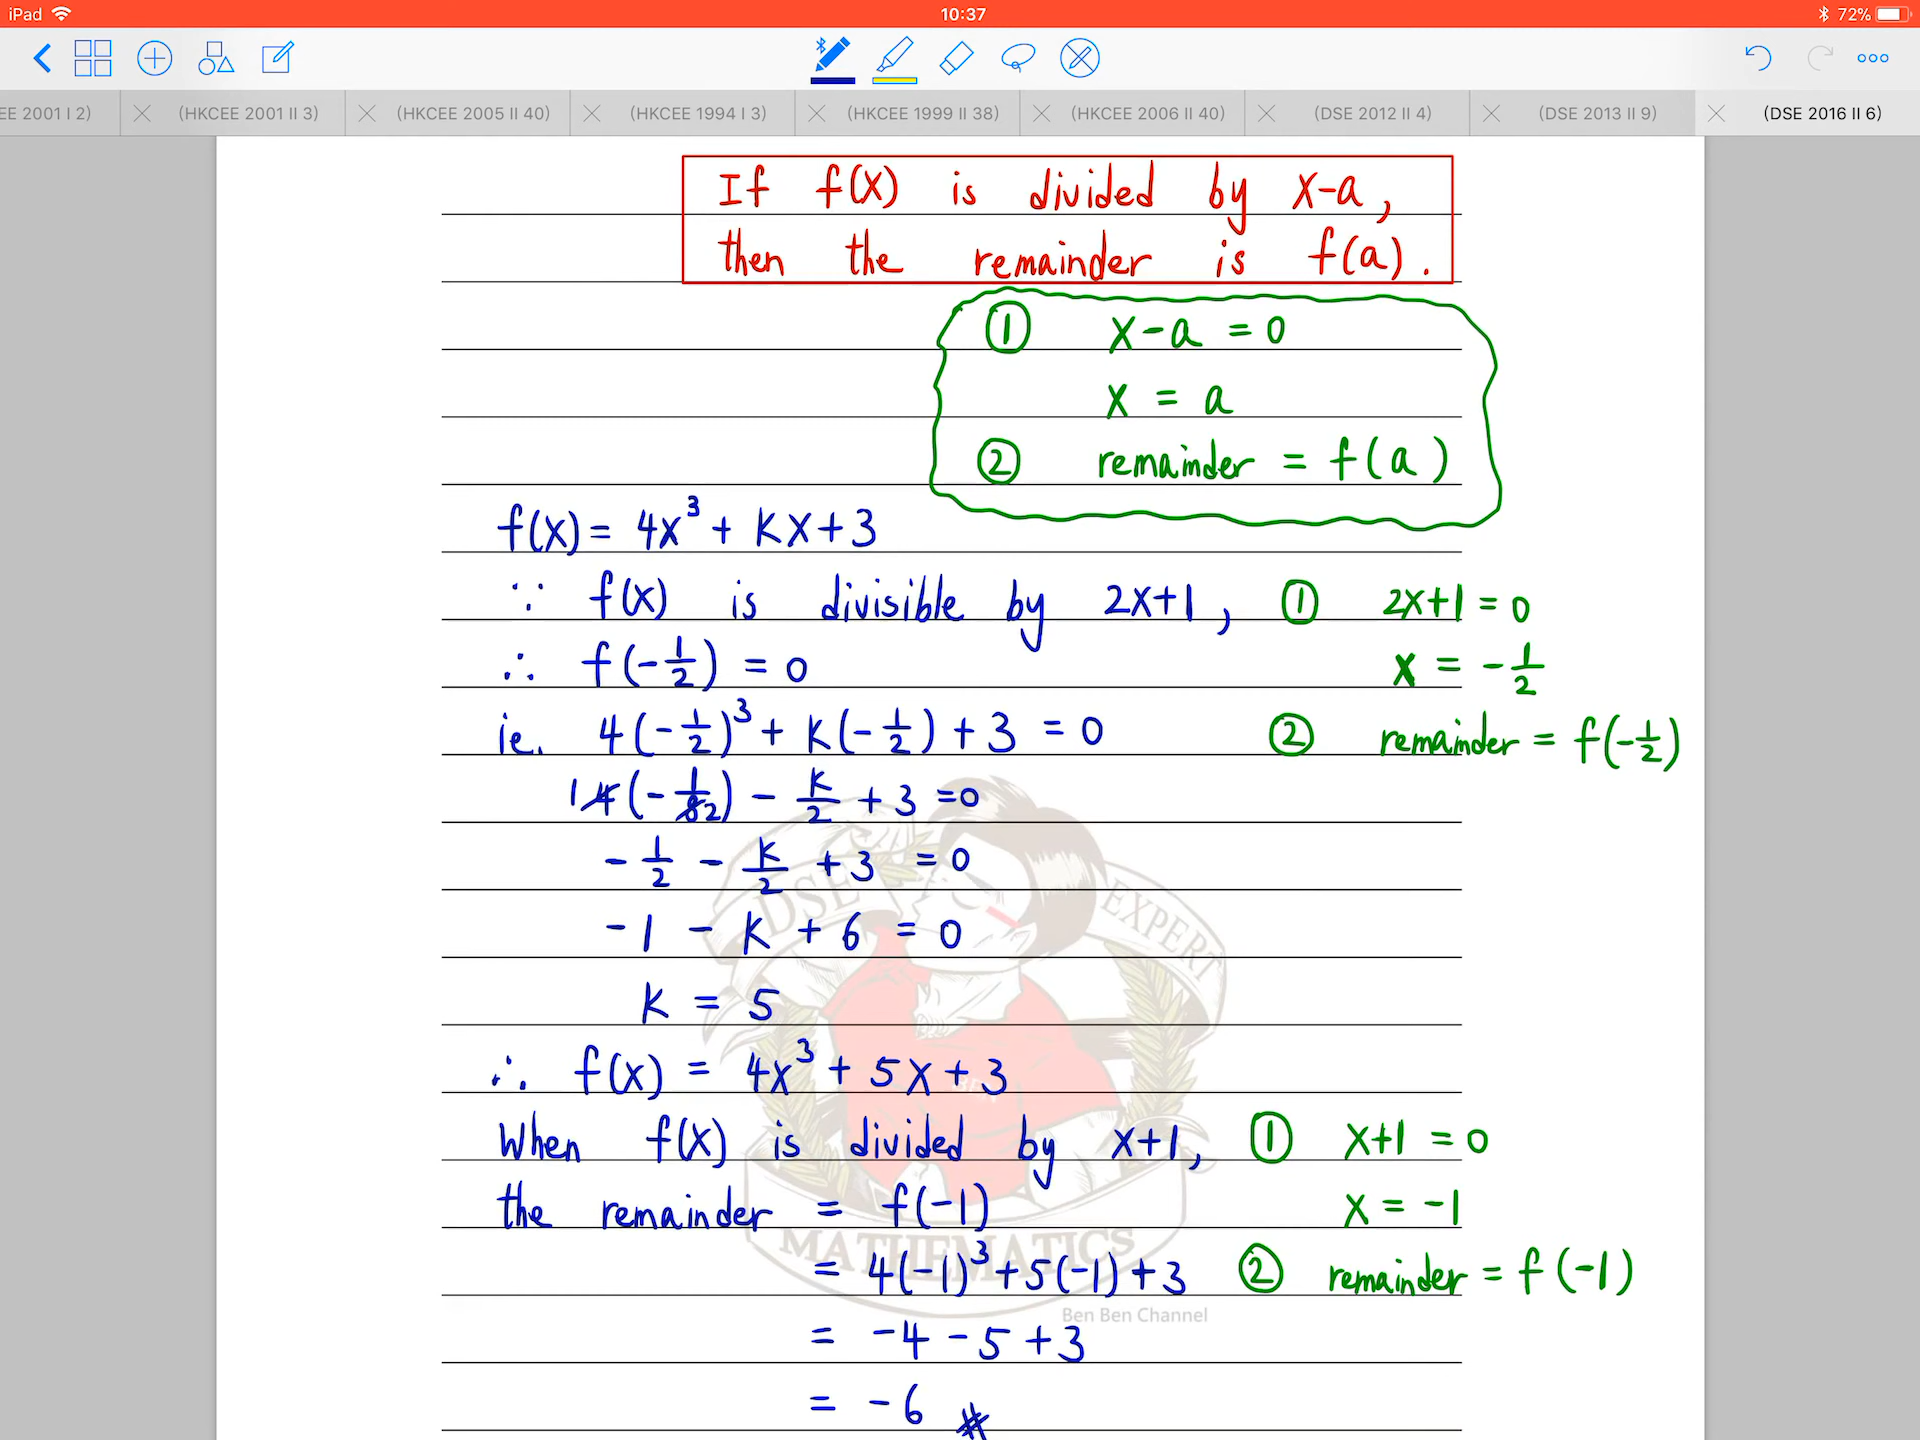 iPad 10:37 72%
EE 2001 I 2) (HKCEE 2001 II 3) (HKCEE 2005 II 40) (HKCEE 1994 I 3) (HKCEE 1999 II 38) (HKCEE 2006 II 40) (DSE 2012 II 4) (DSE 2013 II 9) (DSE 2016 II 6)
If f(x) is divided by x-a,
then the remainder is f(a).
① x-a = 0
x = a
② remainder = f(a)
f(x) = 4x³ + kx + 3
∵ f(x) is divisible by 2x+1, ① 2x+1 = 0
∴ f(-1/2) = 0 x = -1/2
ie. 4(-1/2)³ + k(-1/2) + 3 = 0 ② remainder = f(-1/2)
1 4(-1/8 2) - k/2 + 3 = 0
-1/2 - k/2 + 3 = 0
-1 - k + 6 = 0
k = 5
∴ f(x) = 4x³ + 5x + 3
When f(x) is divided by x+1, ① x+1 = 0
the remainder = f(-1) x = -1
= 4(-1)³ + 5(-1) + 3 ② remainder = f(-1)
= -4 - 5 + 3
= -6 #
DSE EXPERT
MATHEMATICS
Ben Ben Channel